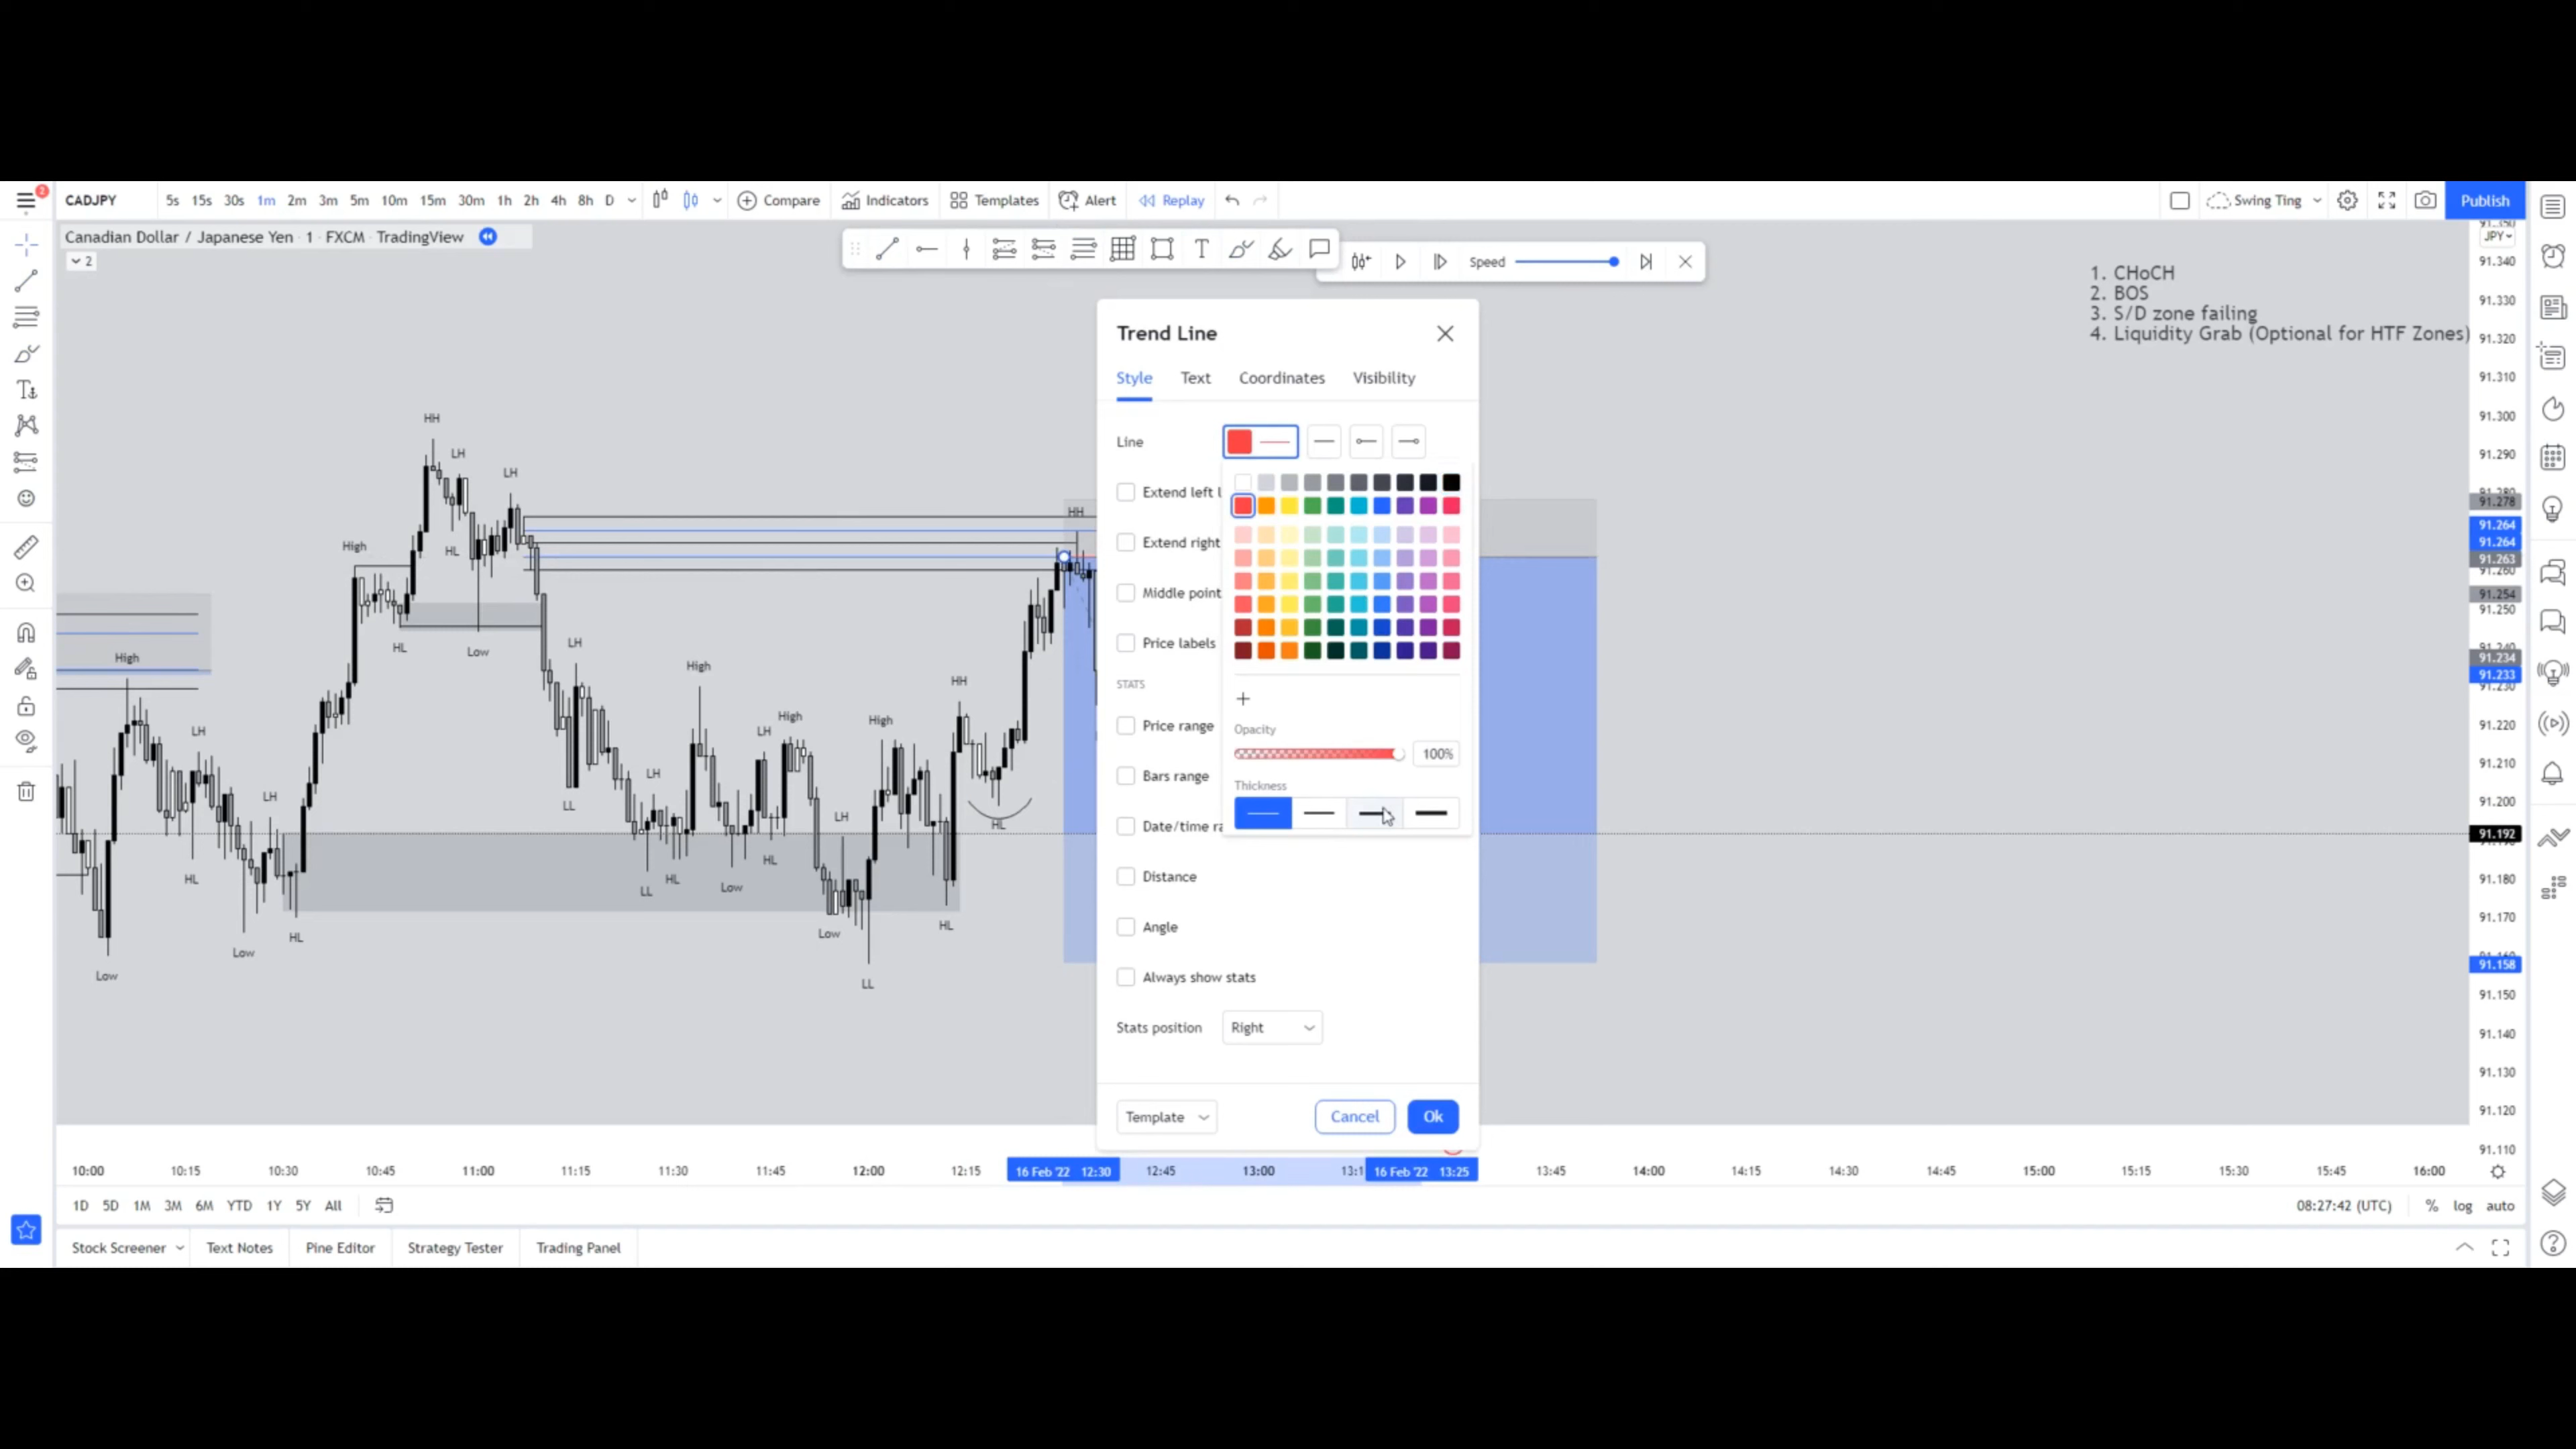 2
CADJPY 5s 15s 30s 1m 2m 3m 5m 10m 15m 30m 1h 2h 4h 8h D Compare Indicators Templates Alert Replay Swing Ting Publish
Canadian Dollar / Japanese Yen · 1 · FXCM · TradingView
2
T
Speed
JPY
1. CHoCH
2. BOS
3. S/D zone failing
4. Liquidity Grab (Optional for HTF Zones)
Trend Line
Style Text Coordinates Visibility
Line
Extend left l
Extend right
Middle point
Price labels
STATS
Price range
Bars range
Date/time ra
Distance
Angle
Always show stats
Stats position Right
Opacity
100%
Thickness
Template Cancel Ok
HH
LH
LH
High
HL
HH
High
HL
Low
LH
High
HH
LH
LH
High
High
LH
LH
LL
LH
HL
HL
LL
HL
Low
HL
Low
HL
Low
HL
Low
LL
91.340
91.330
91.320
91.310
91.300
91.290
91.278
91.264
91.264
91.263
91.260
91.254
91.250
91.234
91.233
91.230
91.220
91.210
91.200
91.192
91.180
91.170
91.158
91.150
91.140
91.130
91.120
91.110
10:00 10:15 10:30 10:45 11:00 11:15 11:30 11:45 12:00 12:15 16 Feb '22 12:30 12:45 13:00 13:1 16 Feb '22 13:25 13:45 14:00 14:15 14:30 14:45 15:00 15:15 15:30 15:45 16:00
1D 5D 1M 3M 6M YTD 1Y 5Y All 08:27:42 (UTC) % log auto
Stock Screener Text Notes Pine Editor Strategy Tester Trading Panel